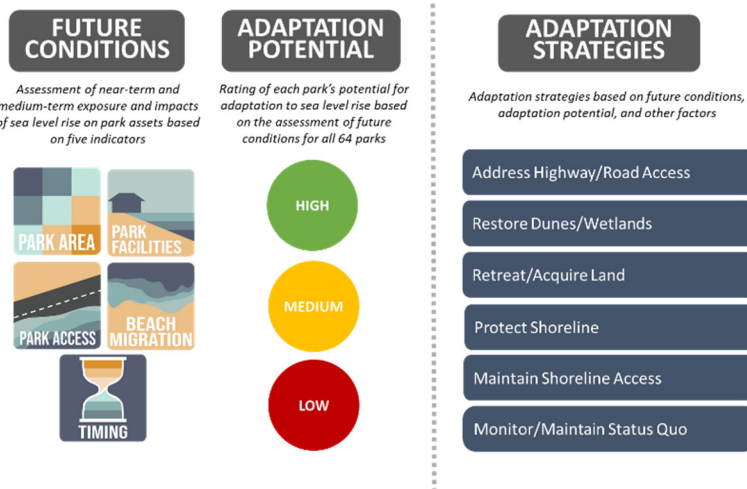 FUTURE
CONDITIONS
Assessment of near-term and
medium-term exposure and impacts
of sea level rise on park assets based
on five indicators
PARK AREA
PARK
FACILITIES
PARK ACCESS
BEACH
MIGRATION
TIMING
ADAPTATION
POTENTIAL
Rating of each park's potential for
adaptation to sea level rise based
on the assessment of future
conditions for all 64 parks
HIGH
MEDIUM
LOW
ADAPTATION
STRATEGIES
Adaptation strategies based on future conditions,
adaptation potential, and other factors
Address Highway/Road Access
Restore Dunes/Wetlands
Retreat/Acquire Land
Protect Shoreline
Maintain Shoreline Access
Monitor/Maintain Status Quo